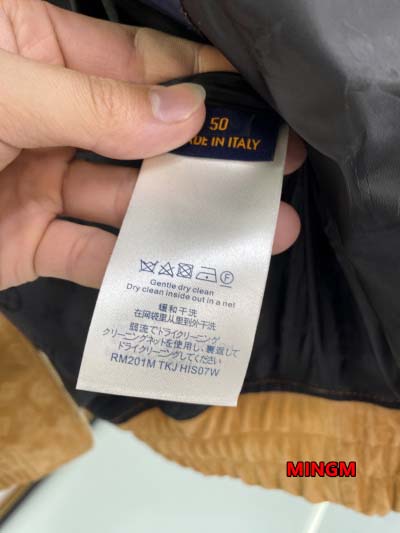 50
MADE IN ITALY
F
Gentle dry clean
Dry clean inside out in a net
缓和干洗
在网袋里从里到外干洗
弱流でドライクリーニング
クリーニングネットを使用し、裏返して
ドライクリーニングしてください
RM201M TKJ HIS07W
MINGM